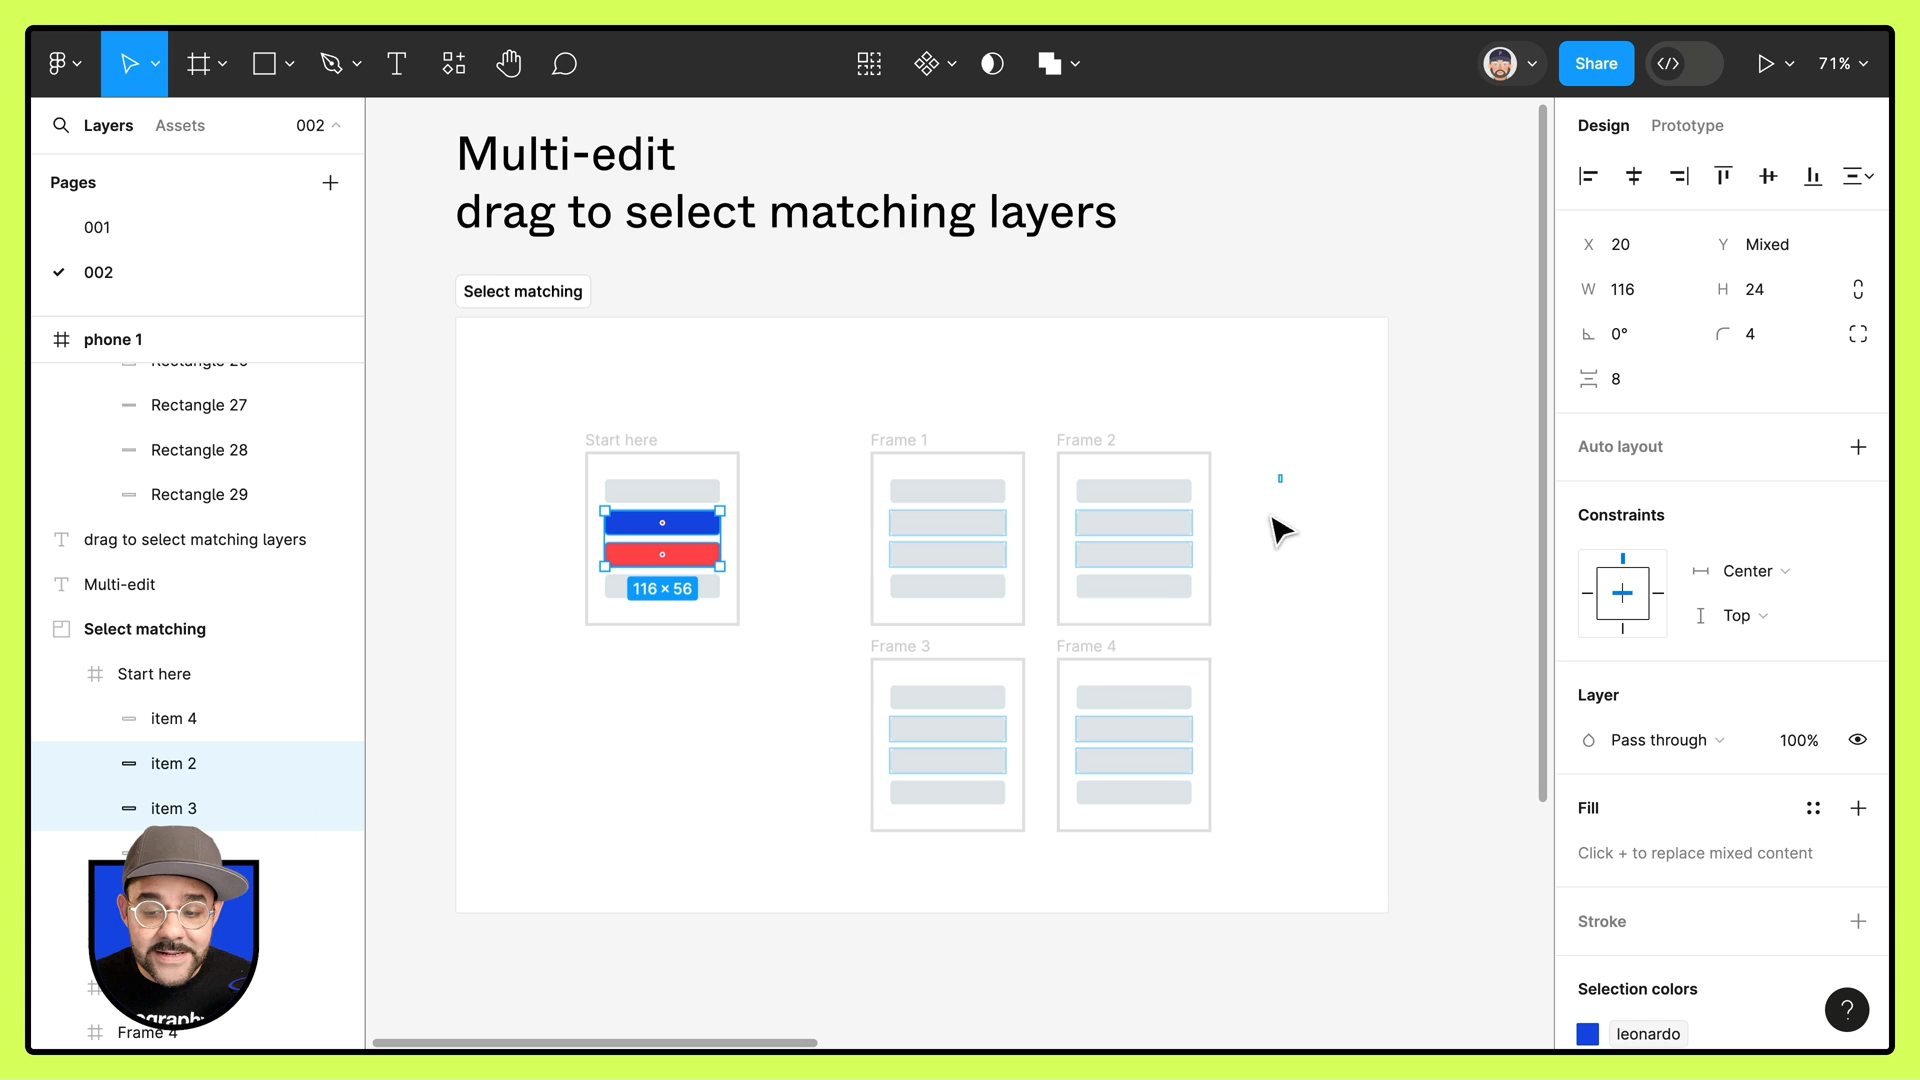 Share
71%
Layers
Assets
002
Pages
001
002
phone 1
Rectangle 27
Rectangle 28
Rectangle 29
drag to select matching layers
Multi-edit
Select matching
Start here
item 4
item 2
item 3
Frame 4
Multi-edit
drag to select matching layers
Select matching
Start here
116 × 56
Frame 1
Frame 2
Frame 3
Frame 4
Design
Prototype
X 20
Y Mixed
W 116
H 24
0°
4
8
Auto layout
Constraints
Center
Top
Layer
Pass through
100%
Fill
Click + to replace mixed content
Stroke
Selection colors
leonardo
?